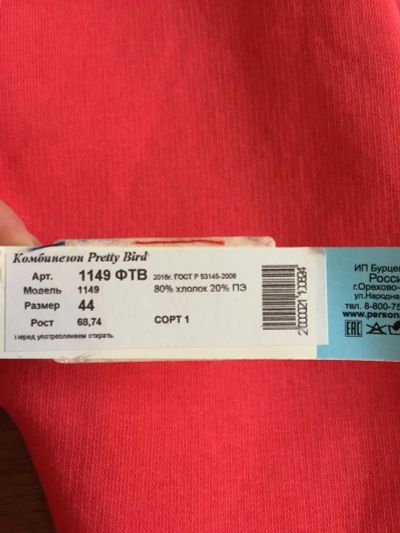 Комбинезон Pretty Bird
Арт. 1149 ФТВ 2016г. ГОСТ Р 53145-2008
Модель 1149 80% хлопок 20% ПЭ
Размер 44
Рост 68,74 СОРТ 1
перед употреблением стирать.
ИП Бурцев
Росси
г.Орехово-
ул.Народна
тел. 8-800-75
www.person
EAC